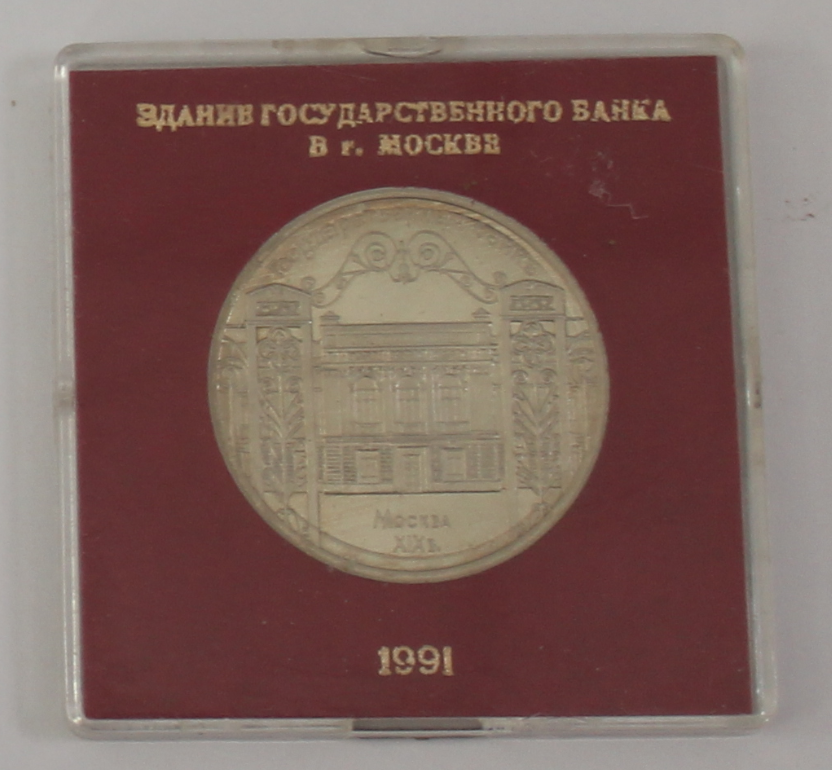 ЗДАНИЕ ГОСУДАРСТВЕННОГО БАНКА
В г. МОСКВЕ
МОСКВА
XIX В.
1991